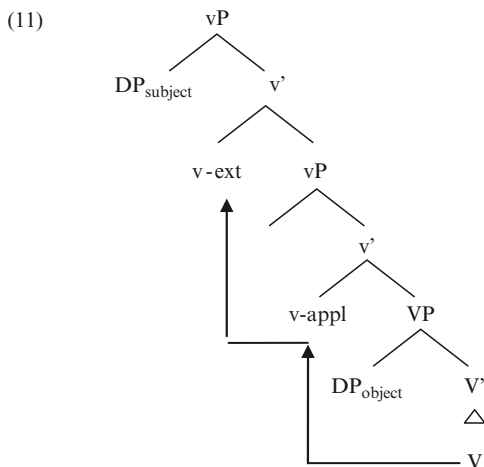 (11) vP
DPsubject v’
v-ext vP
v’
v-appl VP
DPobject V’
V